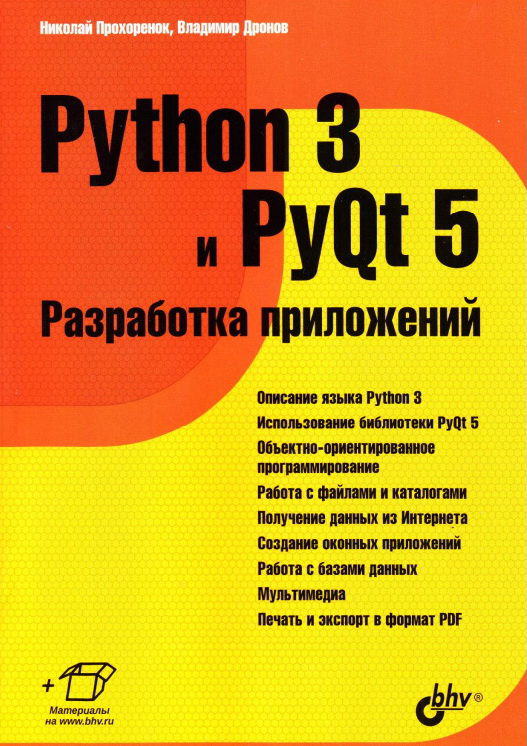 Николай Прохоренок, Владимир Дронов
Python 3
и PyQt 5
Разработка приложений
Описание языка Python 3
Использование библиотеки PyQt 5
Объектно-ориентированное
программирование
Работа с файлами и каталогами
Получение данных из Интернета
Создание оконных приложений
Работа с базами данных
Мультимедиа
Печать и экспорт в формат PDF
+
Материалы
на www.bhv.ru
bhv®